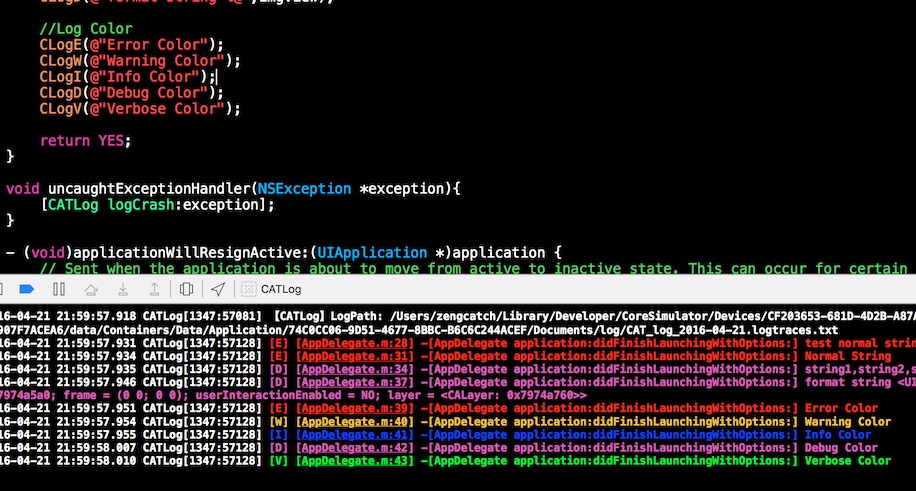 CLogD(@"format string %@",imgView);
//Log Color
CLogE(@"Error Color");
CLogW(@"Warning Color");
CLogI(@"Info Color");
CLogD(@"Debug Color");
CLogV(@"Verbose Color");
return YES;
}
void uncaughtExceptionHandler(NSException *exception){
[CATLog logCrash:exception];
}
- (void)applicationWillResignActive:(UIApplication *)application {
// Sent when the application is about to move from active to inactive state. This can occur for certain
CATLog
16-04-21 21:59:57.918 CATLog[1347:57081] 【CATLog】LogPath: /Users/zengcatch/Library/Developer/CoreSimulator/Devices/CF203653-681D-4D2B-A87A
907F7ACEA6/data/Containers/Data/Application/74C0CC06-9D51-4677-8BBC-B6C6C244ACEF/Documents/log/CAT_log_2016-04-21.logtraces.txt
16-04-21 21:59:57.931 CATLog[1347:57128] [E] [AppDelegate.m:28] -[AppDelegate application:didFinishLaunchingWithOptions:] test normal strin
16-04-21 21:59:57.934 CATLog[1347:57128] [E] [AppDelegate.m:31] -[AppDelegate application:didFinishLaunchingWithOptions:] Normal String
16-04-21 21:59:57.935 CATLog[1347:57128] [D] [AppDelegate.m:34] -[AppDelegate application:didFinishLaunchingWithOptions:] string1,string2,s
16-04-21 21:59:57.946 CATLog[1347:57128] [D] [AppDelegate.m:37] -[AppDelegate application:didFinishLaunchingWithOptions:] format string <UI
7974a5a0; frame = (0 0; 0 0); userInteractionEnabled = NO; layer = <CALayer: 0x7974a760>>
16-04-21 21:59:57.951 CATLog[1347:57128] [E] [AppDelegate.m:39] -[AppDelegate application:didFinishLaunchingWithOptions:] Error Color
16-04-21 21:59:57.954 CATLog[1347:57128] [W] [AppDelegate.m:40] -[AppDelegate application:didFinishLaunchingWithOptions:] Warning Color
16-04-21 21:59:57.955 CATLog[1347:57128] [I] [AppDelegate.m:41] -[AppDelegate application:didFinishLaunchingWithOptions:] Info Color
16-04-21 21:59:58.007 CATLog[1347:57128] [D] [AppDelegate.m:42] -[AppDelegate application:didFinishLaunchingWithOptions:] Debug Color
16-04-21 21:59:58.010 CATLog[1347:57128] [V] [AppDelegate.m:43] -[AppDelegate application:didFinishLaunchingWithOptions:] Verbose Color